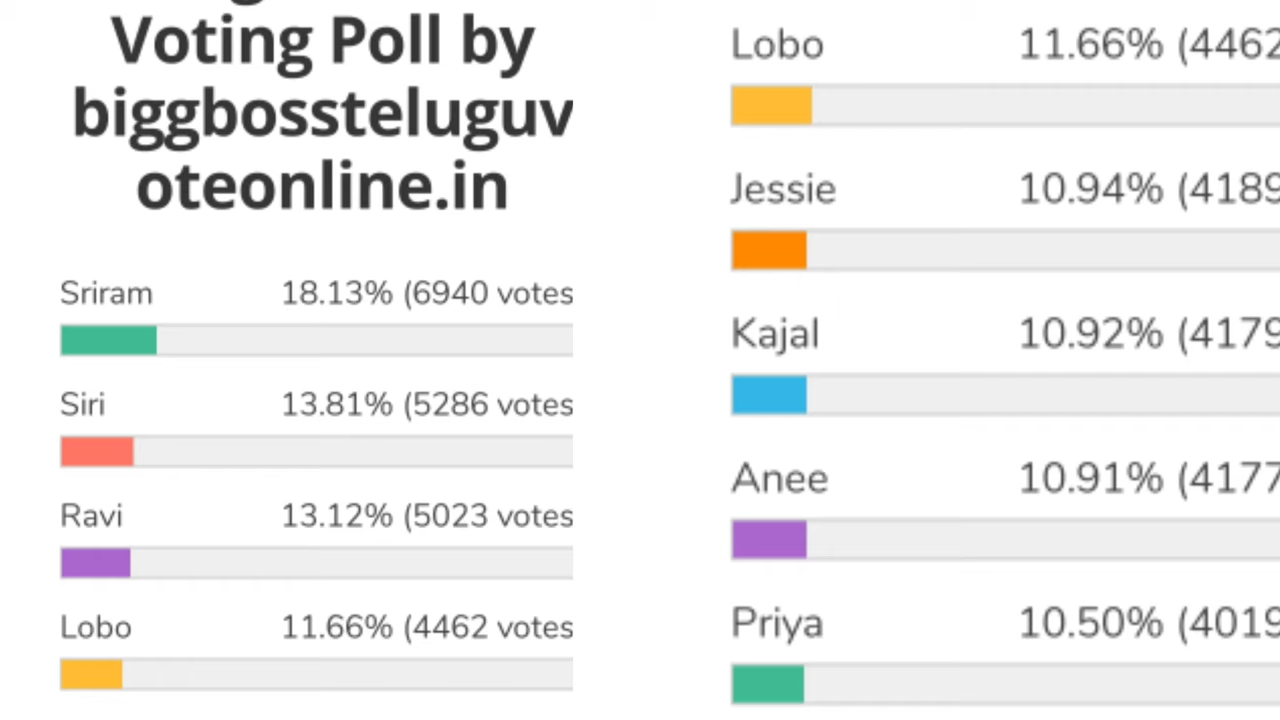 Voting Poll by
biggbossteluguv
oteonline.in
Sriram 18.13% (6940 votes
Siri 13.81% (5286 votes
Ravi 13.12% (5023 votes
Lobo 11.66% (4462 votes
Lobo 11.66% (4462
Jessie 10.94% (4189
Kajal 10.92% (4179
Anee 10.91% (4177
Priya 10.50% (4019